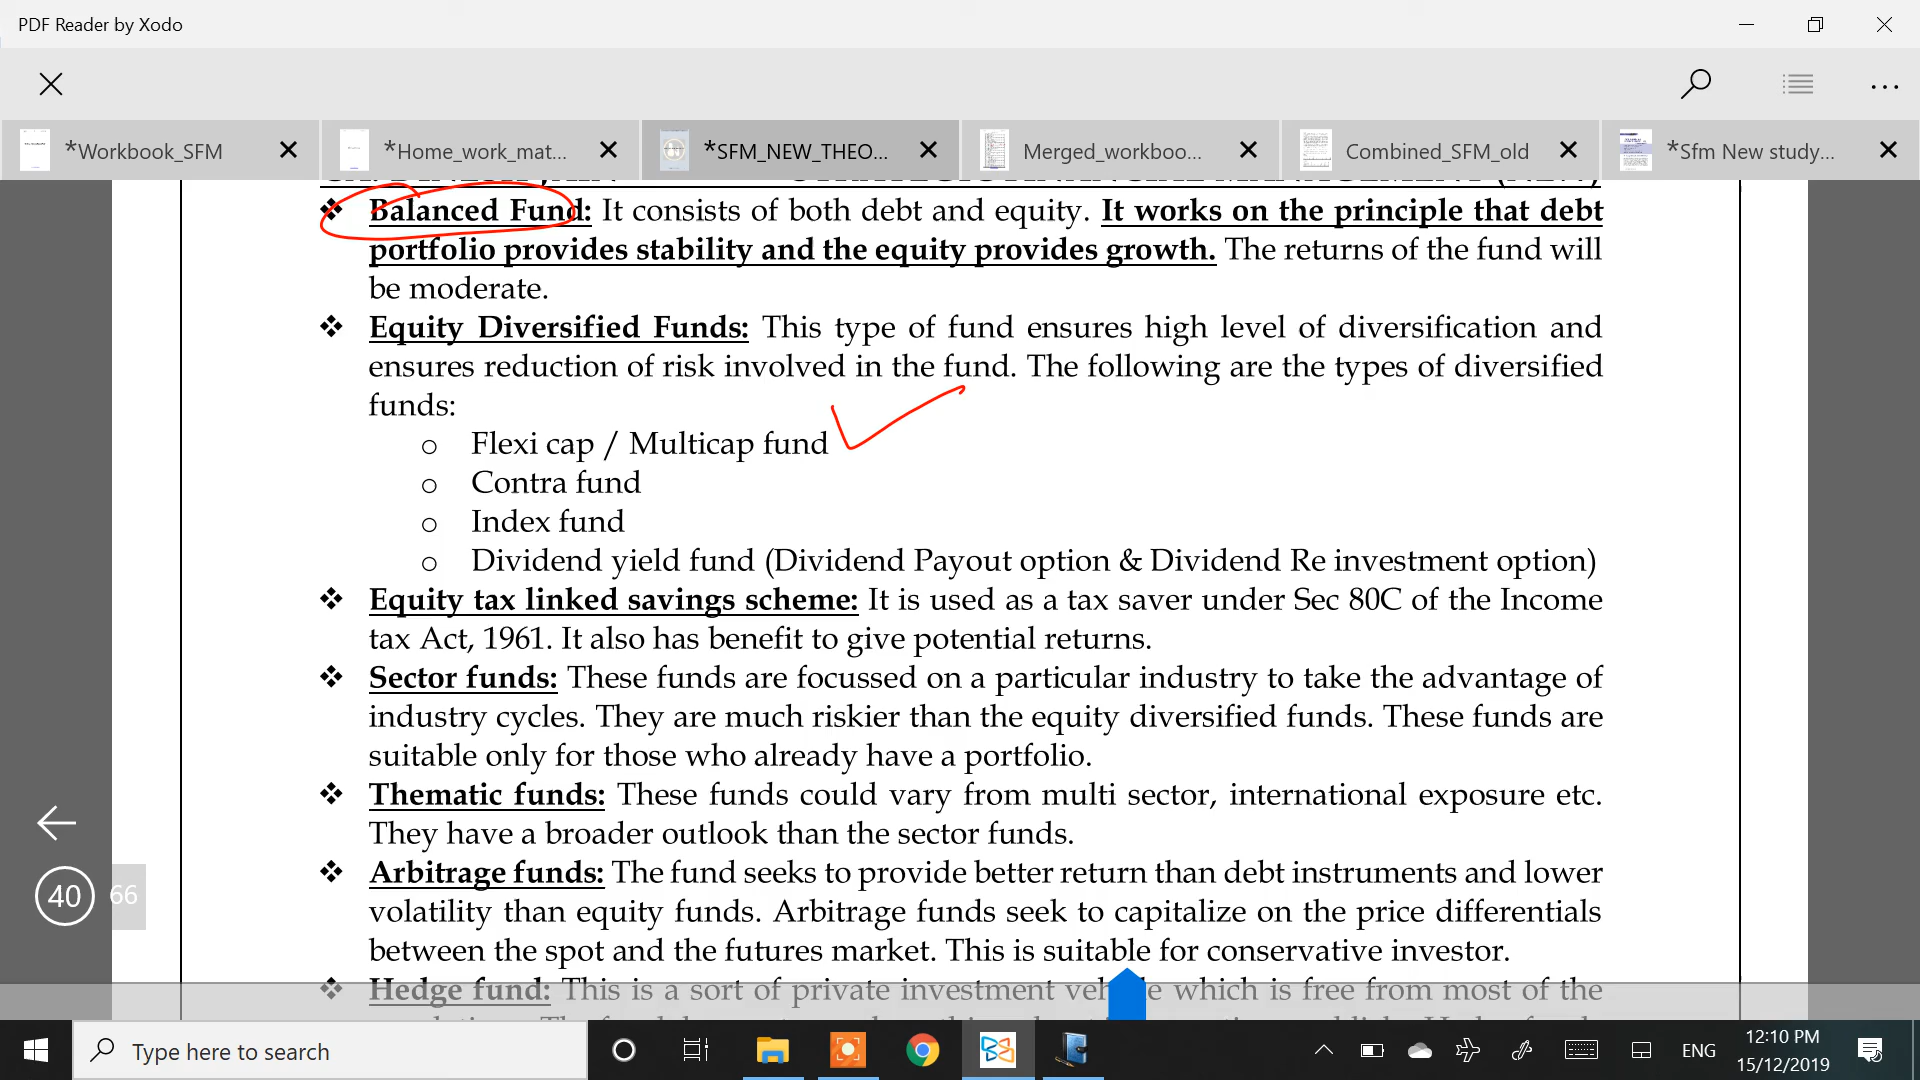 PDF Reader by Xodo
*Workbook_SFM
*Home_work_mat...
*SFM_NEW_THEO...
Merged_workboo...
Combined_SFM_old
*Sfm New study...
❖ Balanced Fund: It consists of both debt and equity. It works on the principle that debt
portfolio provides stability and the equity provides growth. The returns of the fund will
be moderate.
❖ Equity Diversified Funds: This type of fund ensures high level of diversification and
ensures reduction of risk involved in the fund. The following are the types of diversified
funds:
o Flexi cap / Multicap fund
o Contra fund
o Index fund
o Dividend yield fund (Dividend Payout option & Dividend Re investment option)
❖ Equity tax linked savings scheme: It is used as a tax saver under Sec 80C of the Income
tax Act, 1961. It also has benefit to give potential returns.
❖ Sector funds: These funds are focussed on a particular industry to take the advantage of
industry cycles. They are much riskier than the equity diversified funds. These funds are
suitable only for those who already have a portfolio.
❖ Thematic funds: These funds could vary from multi sector, international exposure etc.
They have a broader outlook than the sector funds.
❖ Arbitrage funds: The fund seeks to provide better return than debt instruments and lower
volatility than equity funds. Arbitrage funds seek to capitalize on the price differentials
between the spot and the futures market. This is suitable for conservative investor.
❖ Hedge fund: This is a sort of private investment which is free from most of the
40 66
Type here to search
ENG
12:10 PM
15/12/2019